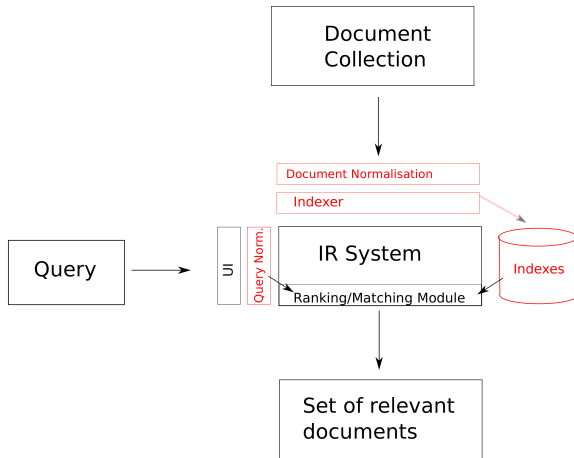 Document
Collection
Document Normalisation
Indexer
Query
UI
Query Norm.
IR System
Ranking/Matching Module
Indexes
Set of relevant
documents